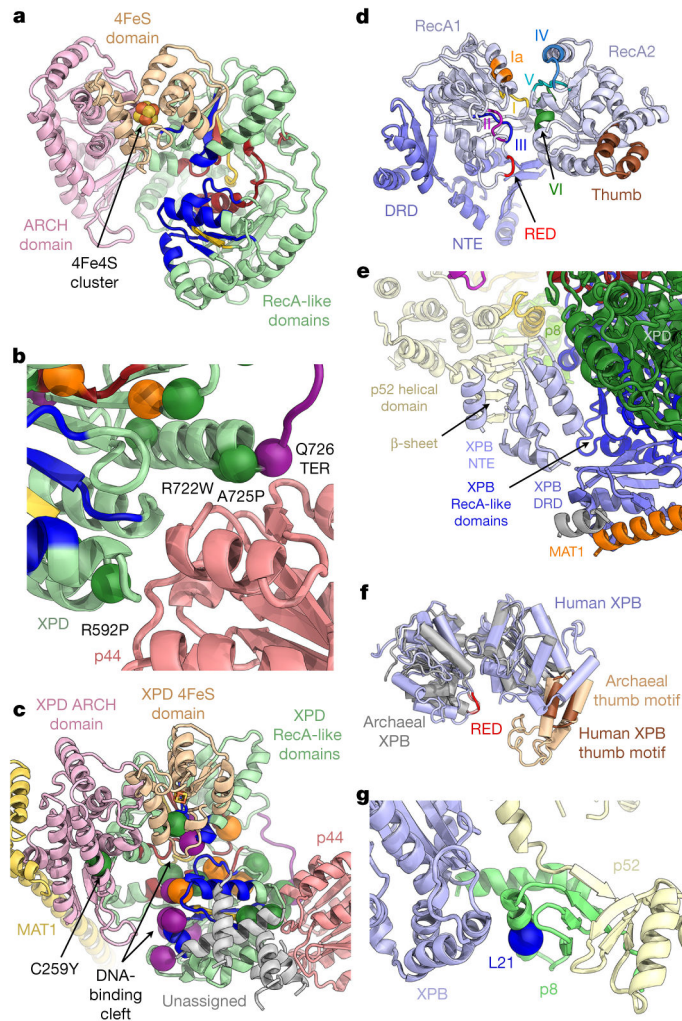 a
4FeS
domain
ARCH
domain
4Fe4S
cluster
RecA-like
domains
b
Q726
TER
R722W
A725P
XPD
R592P
p44
c
XPD ARCH
domain
XPD 4FeS
domain
XPD
RecA-like
domains
p44
MAT1
C259Y
DNA-
binding
cleft
Unassigned
d
RecA1
IV
RecA2
Ia
V
I
II
III
DRD
NTE
RED
VI
Thumb
e
p8
XPD
p52 helical
domain
β-sheet
XPB
NTE
XPB
RecA-like
domains
XPB
DRD
MAT1
f
Human XPB
Archaeal
thumb motif
Archaeal
XPB
RED
Human XPB
thumb motif
g
p52
L21
XPB
p8